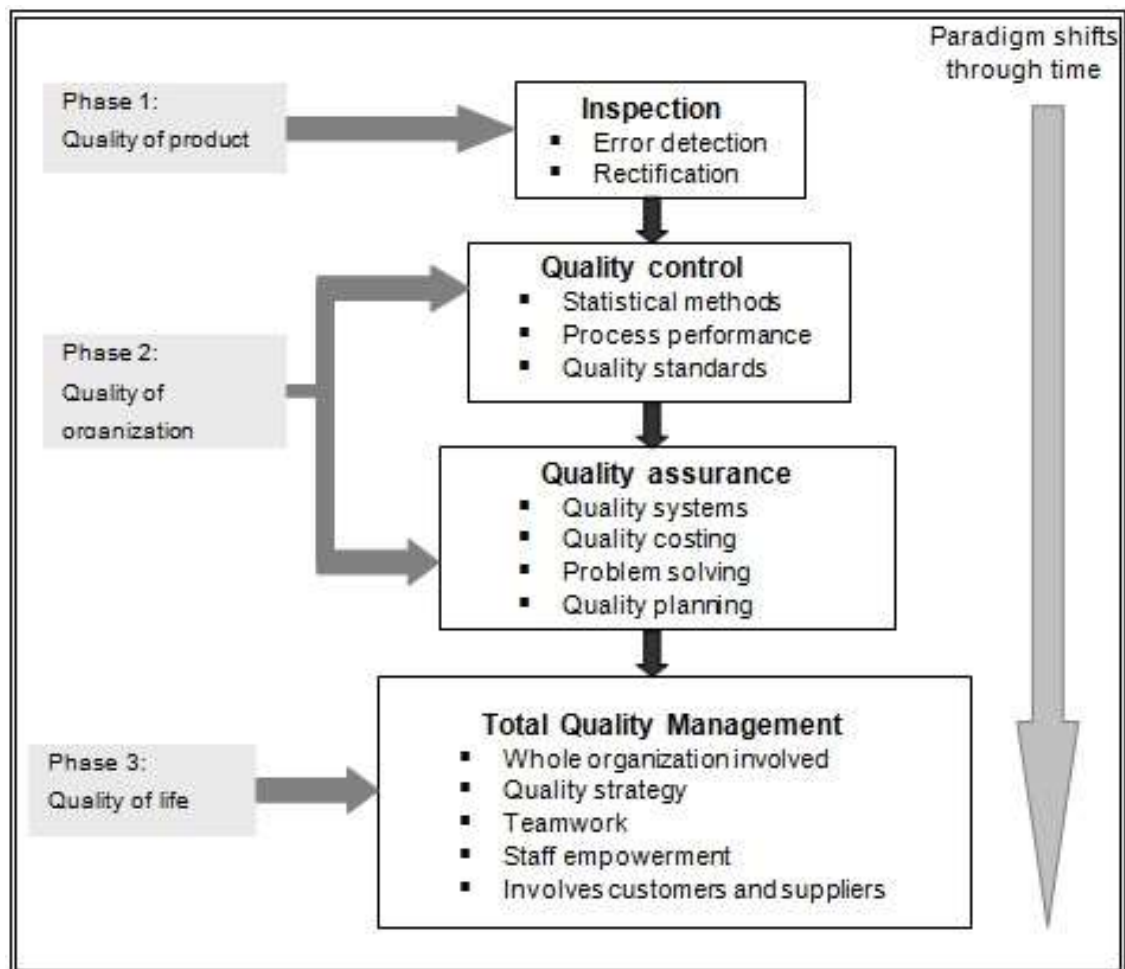 Paradigm shifts
through time
Phase 1:
Quality of product
Inspection
▪ Error detection
▪ Rectification
Quality control
▪ Statistical methods
▪ Process performance
▪ Quality standards
Phase 2:
Quality of
organization
Quality assurance
▪ Quality systems
▪ Quality costing
▪ Problem solving
▪ Quality planning
Total Quality Management
▪ Whole organization involved
▪ Quality strategy
▪ Teamwork
▪ Staff empowerment
▪ Involves customers and suppliers
Phase 3:
Quality of life